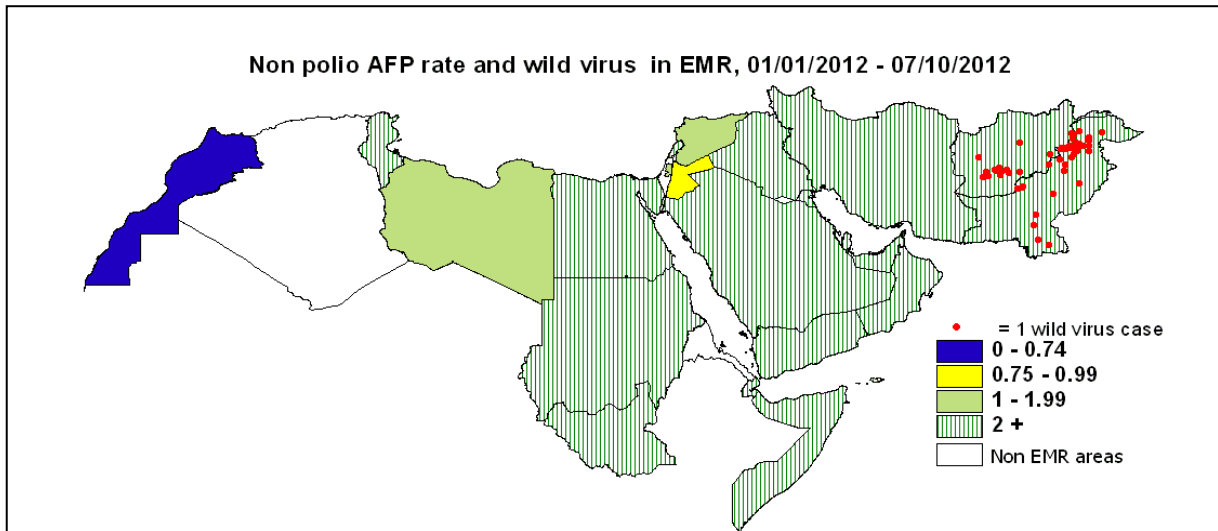 Non polio AFP rate and wild virus in EMR, 01/01/2012 - 07/10/2012
= 1 wild virus case
0 - 0.74
0.75 - 0.99
1 - 1.99
2 +
Non EMR areas